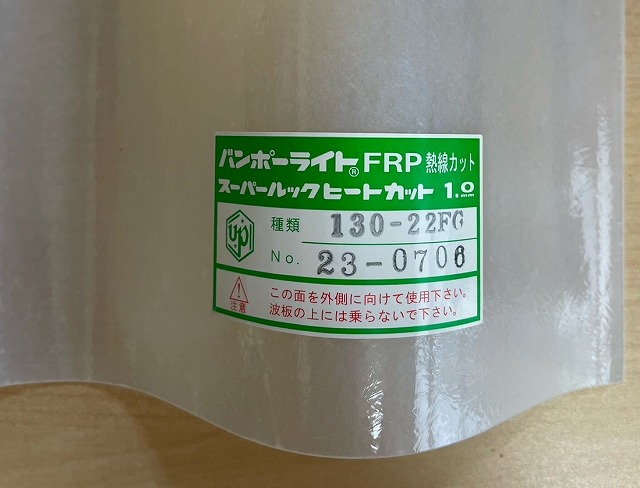 バンポーライト® FRP 熱線カット
スーパールックヒートカット 1.0mm
up
種類 130-22FG
No. 23-0706
注意
この面を外側に向けて使用下さい。
波板の上には乗らないで下さい。